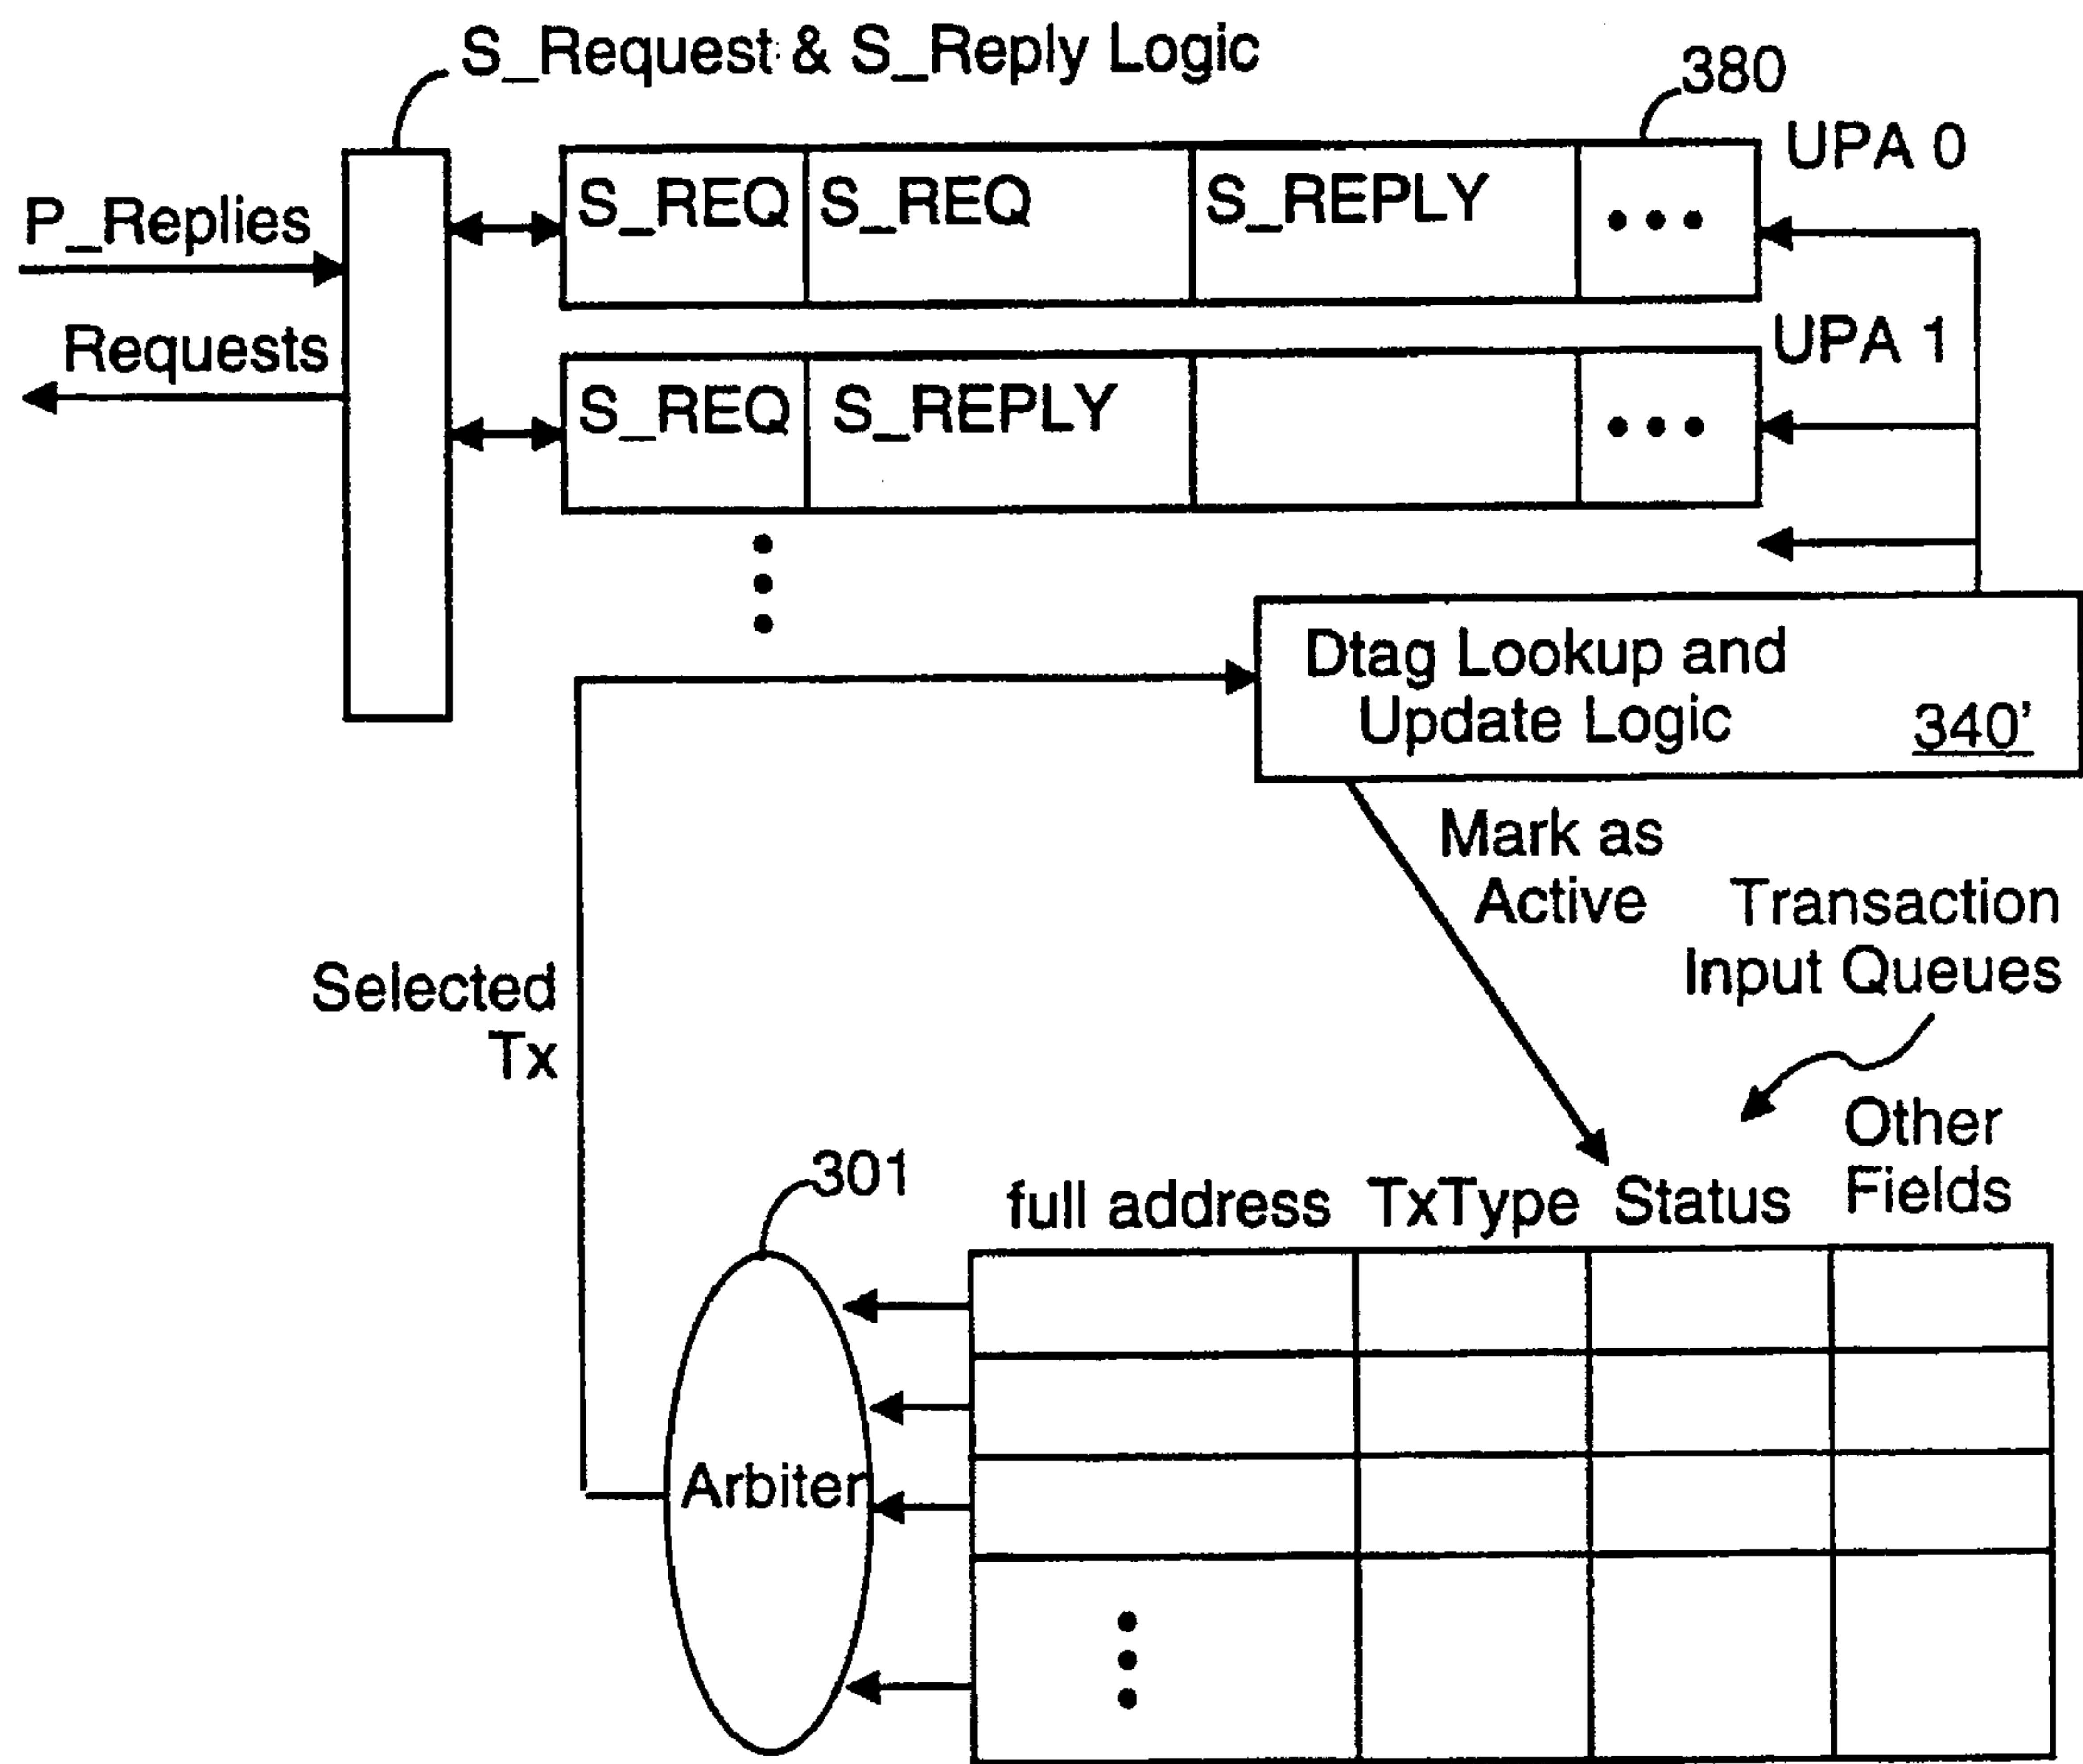 S_Request & S_Reply Logic
380
UPA 0
S_REQ S_REQ S_REPLY •••
P_Replies
Requests
UPA 1
S_REQ S_REPLY •••
Dtag Lookup and
Update Logic 340'
Mark as
Active
Transaction
Input Queues
Selected
Tx
301
Other
Fields
full address TxType Status
Arbiter